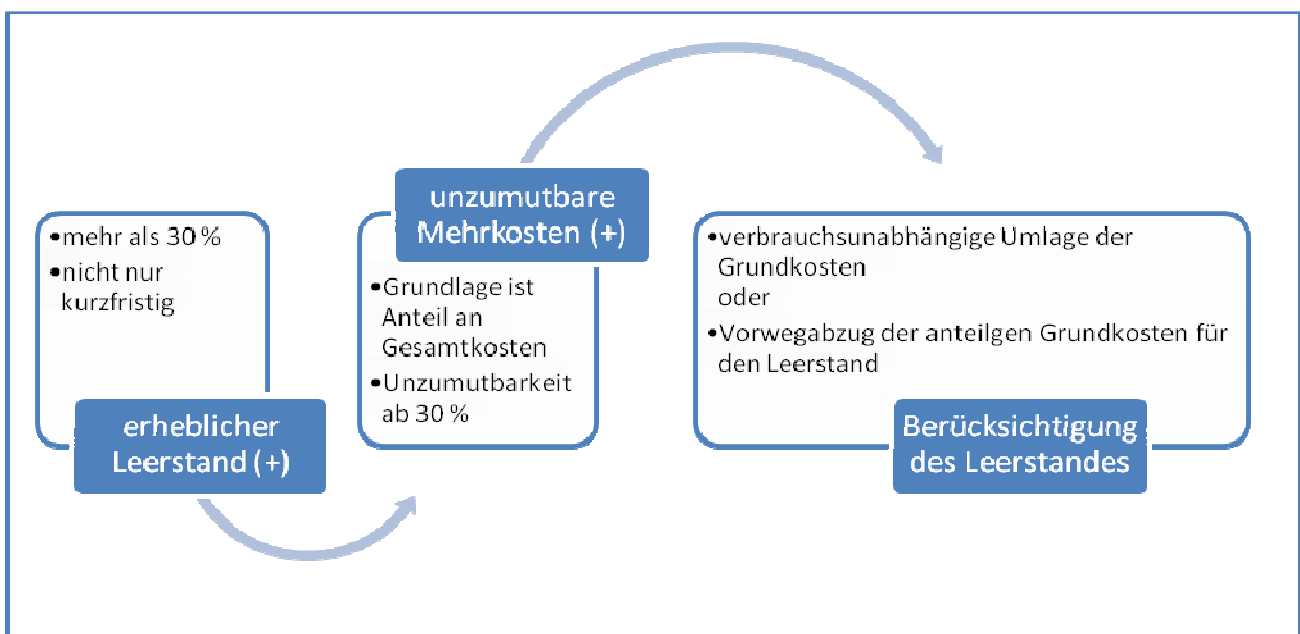 •mehr als 30 %
•nicht nur
kurzfristig
erheblicher
Leerstand (+)
unzumutbare
Mehrkosten (+)
•Grundlage ist
Anteil an
Gesamtkosten
•Unzumutbarkeit
ab 30 %
•verbrauchsunabhängige Umlage der
Grundkosten
oder
•Vorwegabzug der anteilgen Grundkosten für
den Leerstand
Berücksichtigung
des Leerstandes